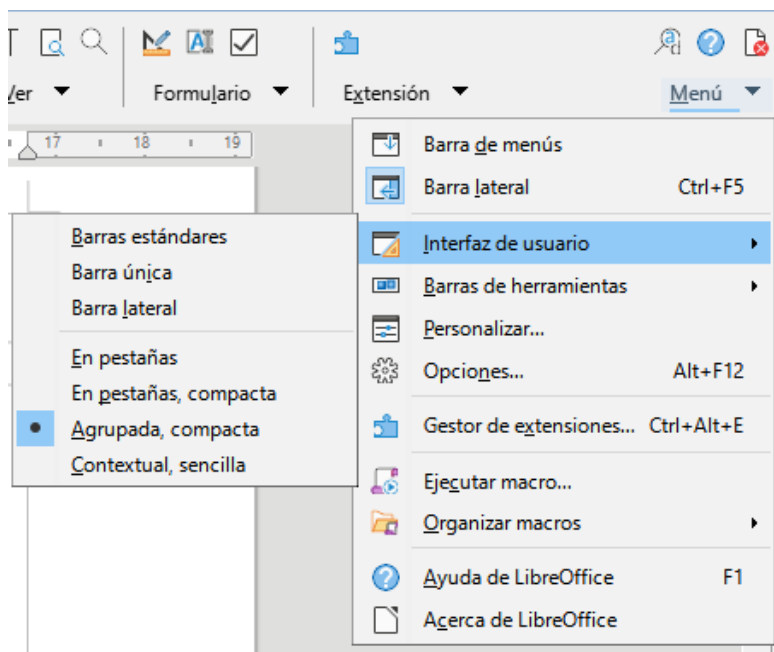 Ver
Formulario
Extensión
Menú
17 18 19
Barra de menús
Barra lateral Ctrl+F5
Interfaz de usuario
Barras de herramientas
Personalizar...
Opciones... Alt+F12
Gestor de extensiones... Ctrl+Alt+E
Ejecutar macro...
Organizar macros
Ayuda de LibreOffice F1
Acerca de LibreOffice
Barras estándares
Barra única
Barra lateral
En pestañas
En pestañas, compacta
Agrupada, compacta
Contextual, sencilla